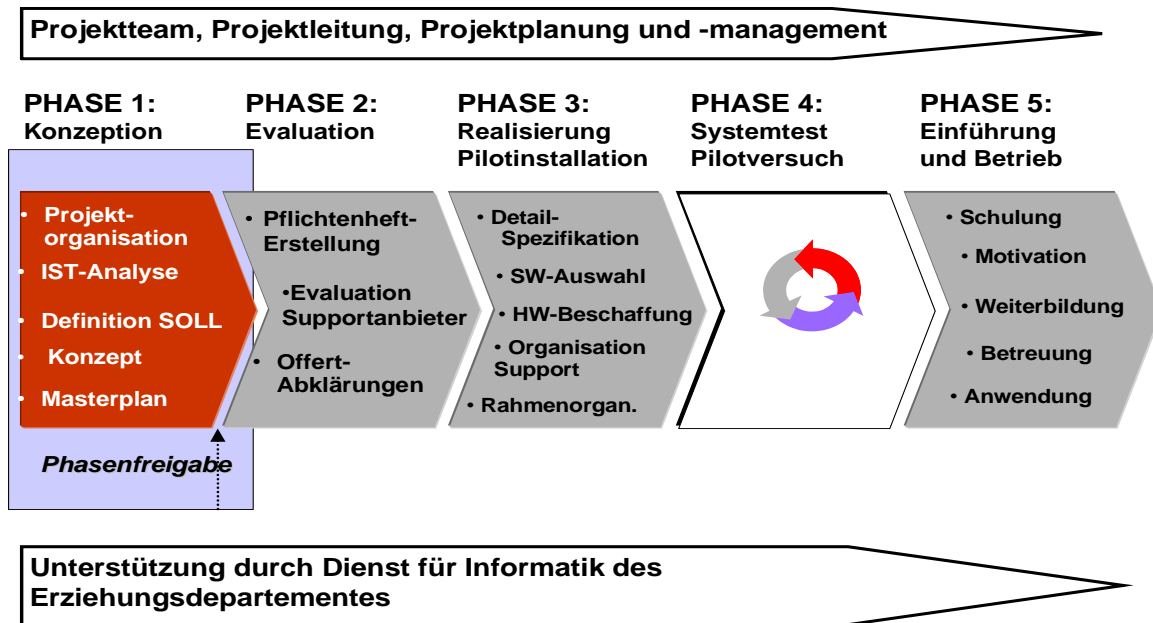 Projektteam, Projektleitung, Projektplanung und -management
PHASE 1:
Konzeption
PHASE 2:
Evaluation
PHASE 3:
Realisierung
Pilotinstallation
PHASE 4:
Systemtest
Pilotversuch
PHASE 5:
Einführung
und Betrieb
• Projekt-
organisation
• IST-Analyse
• Definition SOLL
• Konzept
• Masterplan
• Pflichtenheft-
Erstellung
•Evaluation
Supportanbieter
• Offert-
Abklärungen
• Detail-
Spezifikation
• SW-Auswahl
• HW-Beschaffung
• Organisation
Support
• Rahmenorgan.
• Schulung
• Motivation
• Weiterbildung
• Betreuung
• Anwendung
Phasenfreigabe
Unterstützung durch Dienst für Informatik des
Erziehungsdepartementes